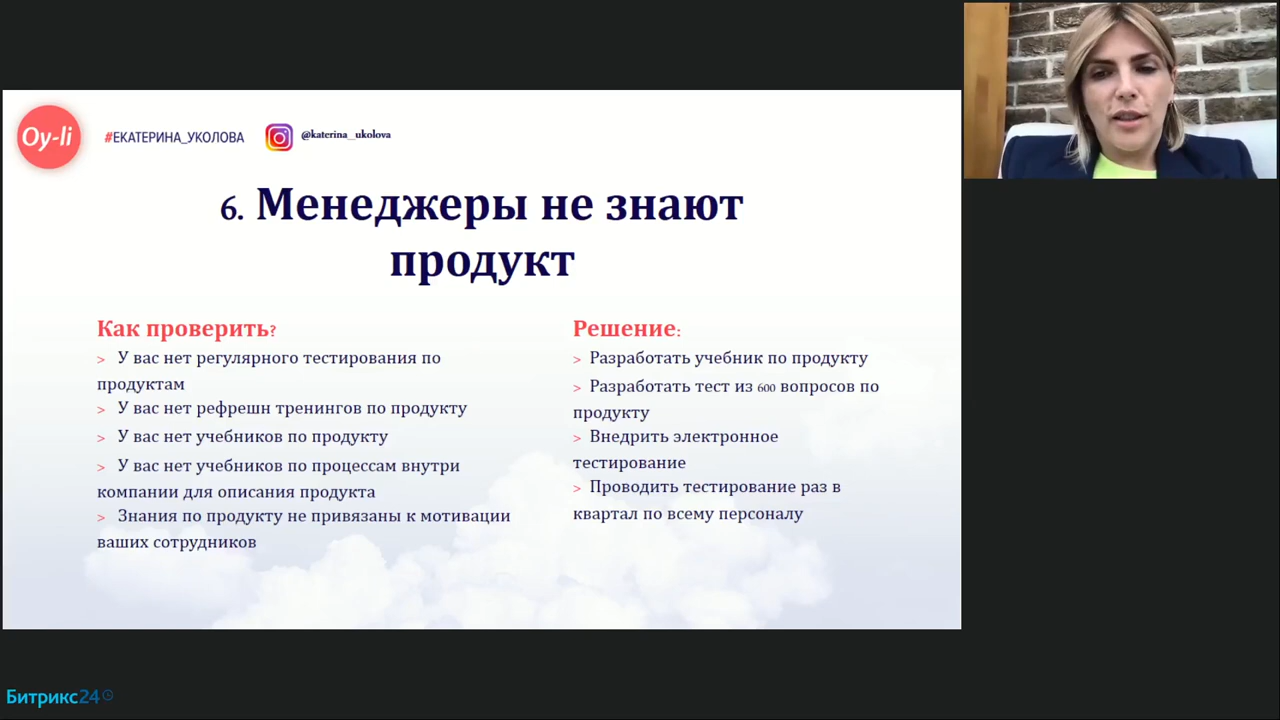 Oy-li
#ЕКАТЕРИНА_УКОЛОВА
@katerina_ukolova
6. Менеджеры не знают
продукт
Как проверить?
> У вас нет регулярного тестирования по
продуктам
> У вас нет рефрешн тренингов по продукту
> У вас нет учебников по продукту
> У вас нет учебников по процессам внутри
компании для описания продукта
> Знания по продукту не привязаны к мотивации
ваших сотрудников
Решение:
> Разработать учебник по продукту
> Разработать тест из 600 вопросов по
продукту
> Внедрить электронное
тестирование
> Проводить тестирование раз в
квартал по всему персоналу
Битрикс24